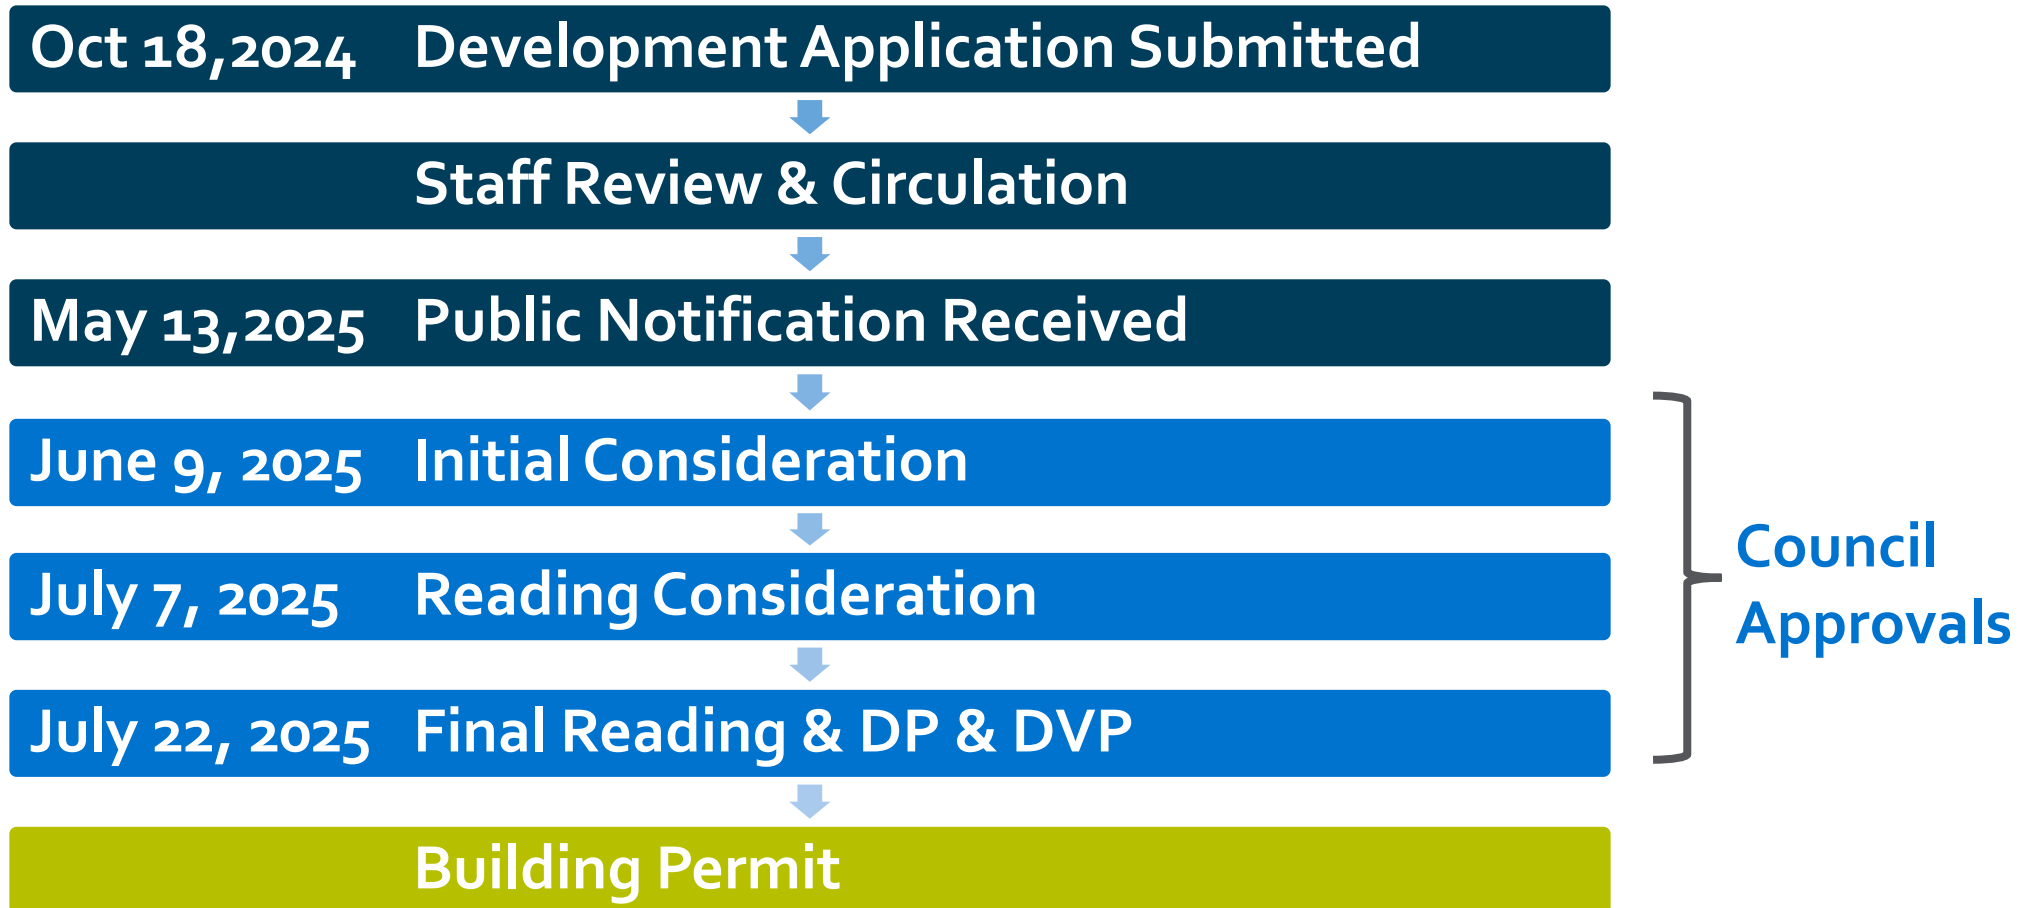 Oct 18,2024 Development Application Submitted
Staff Review & Circulation
May 13,2025 Public Notification Received
June 9, 2025 Initial Consideration
July 7, 2025 Reading Consideration
July 22, 2025 Final Reading & DP & DVP
Building Permit
Council
Approvals